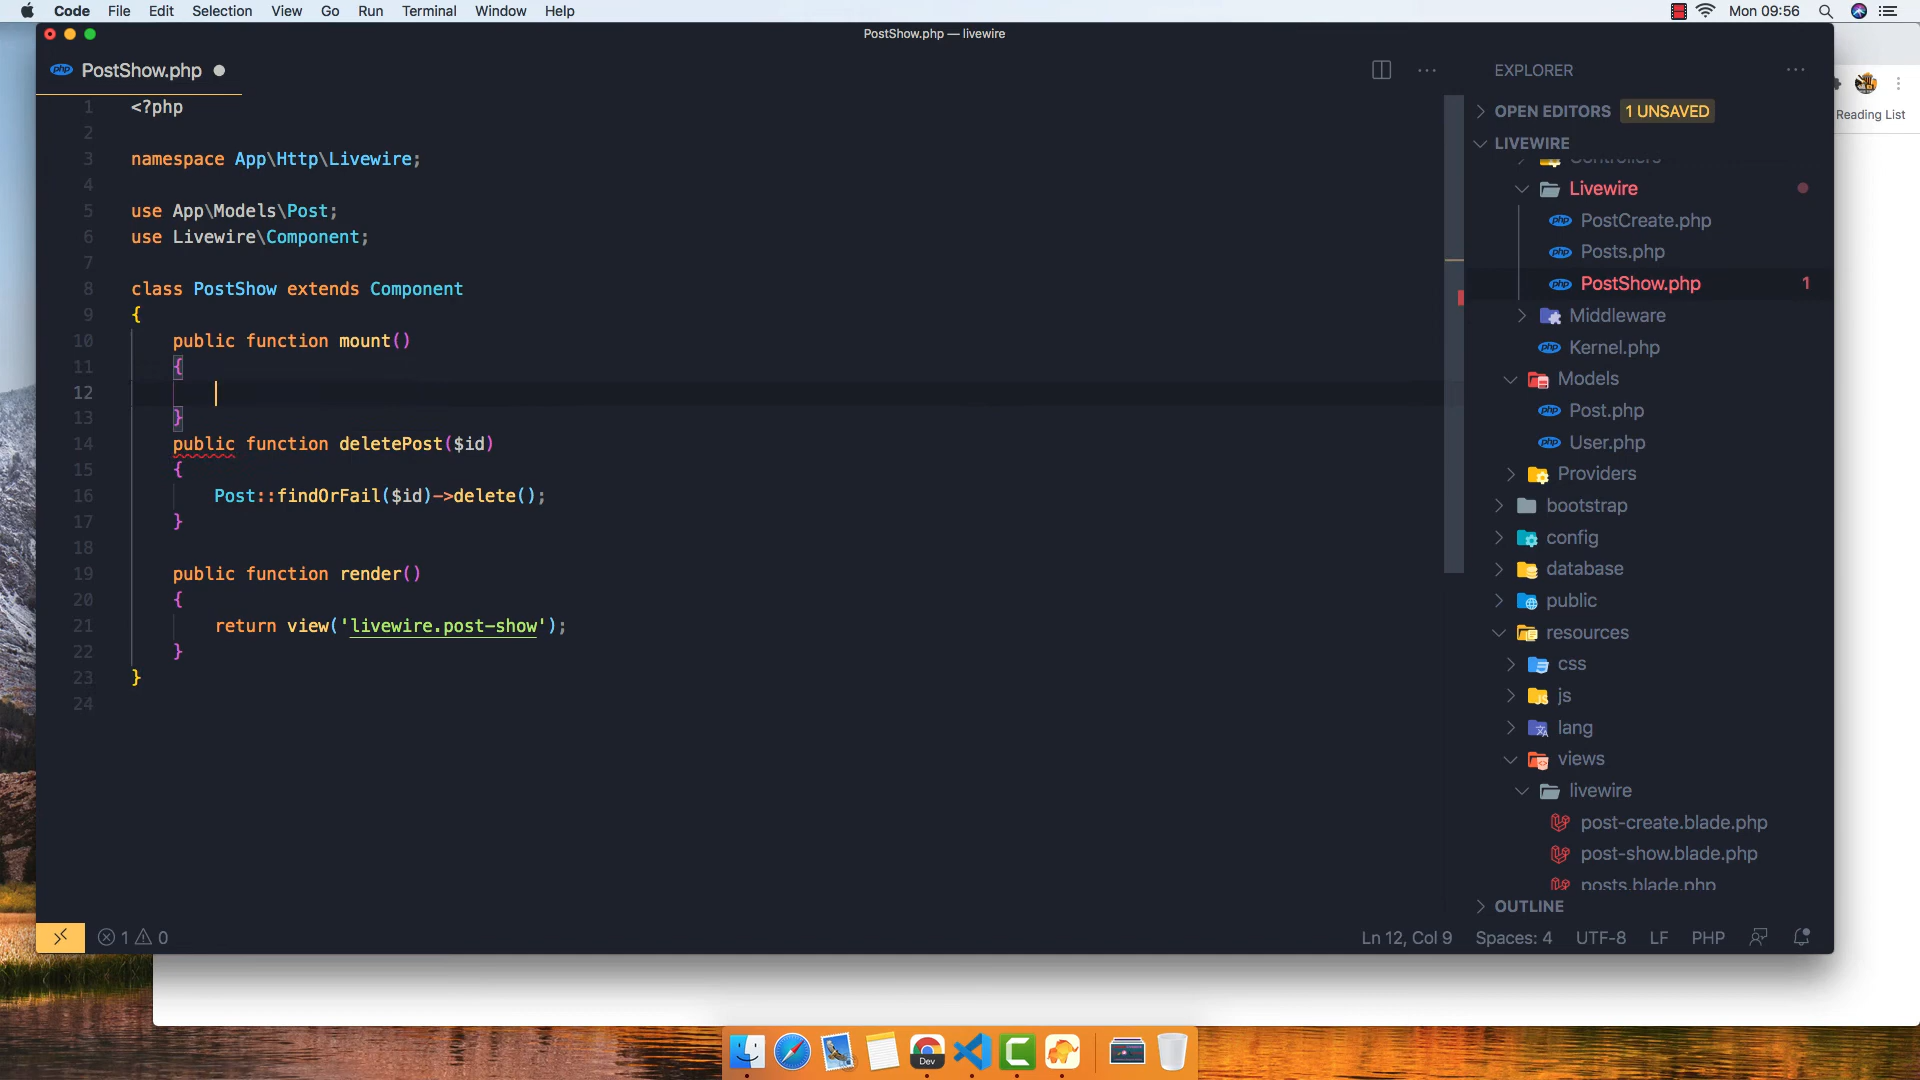 Code File Edit Selection View Go Run Terminal Window Help Mon 09:56
PostShow.php — livewire
PostShow.php
1 <?php
2
3 namespace App\Http\Livewire;
4
5 use App\Models\Post;
6 use Livewire\Component;
7
8 class PostShow extends Component
9 {
10 public function mount()
11 {
12
13 }
14 public function deletePost($id)
15 {
16 Post::findOrFail($id)->delete();
17 }
18
19 public function render()
20 {
21 return view('livewire.post-show');
22 }
23 }
24
EXPLORER
OPEN EDITORS 1 UNSAVED
LIVEWIRE
Controllers
Livewire
PostCreate.php
Posts.php
PostShow.php 1
Middleware
Kernel.php
Models
Post.php
User.php
Providers
bootstrap
config
database
public
resources
css
js
lang
views
livewire
post-create.blade.php
post-show.blade.php
posts.blade.php
OUTLINE
Reading List
1 0
Ln 12, Col 9 Spaces: 4 UTF-8 LF PHP
Dev